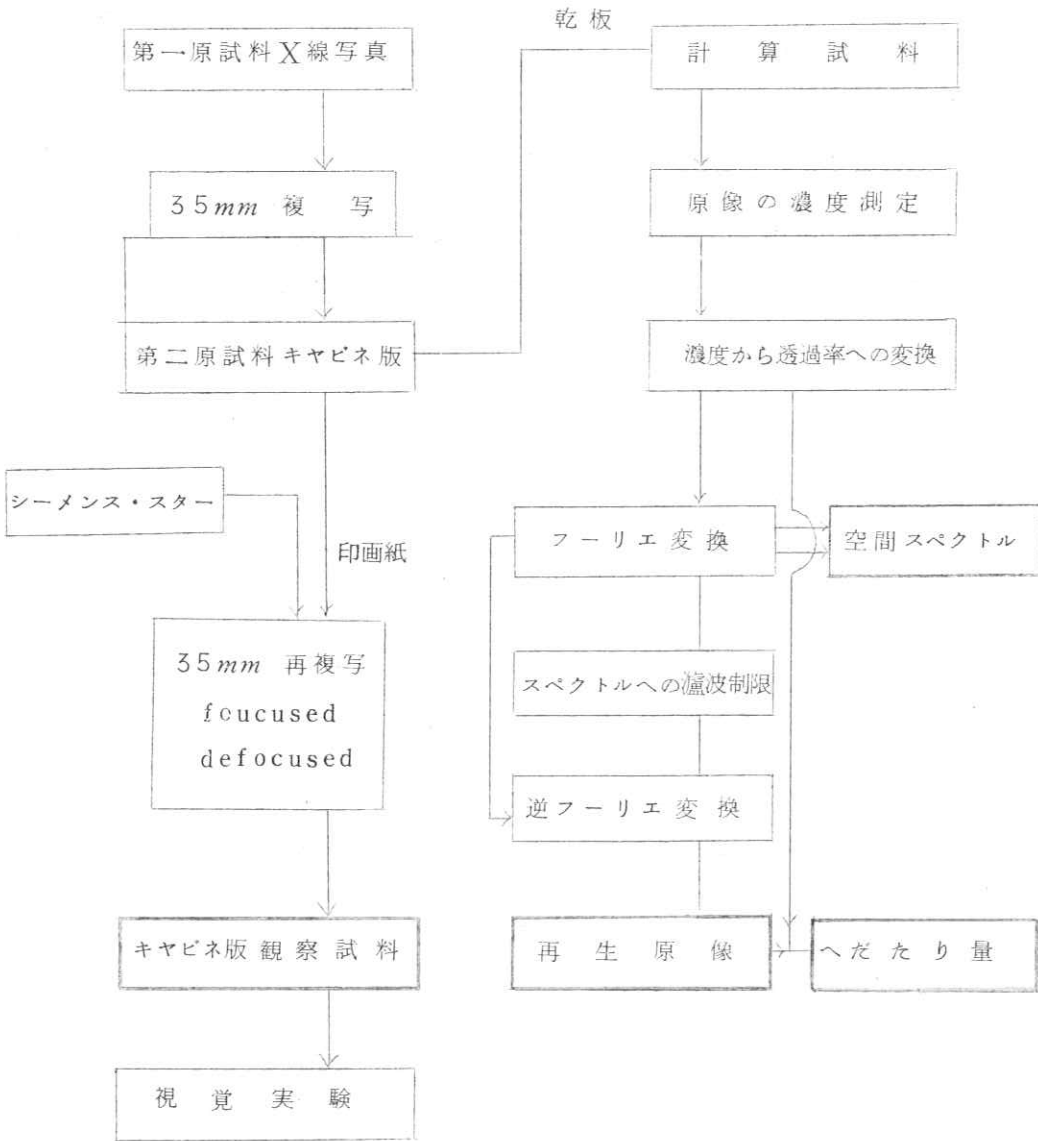 乾板
第一原試料X線写真
35mm 複写
第二原試料キヤビネ版
シーメンス・スター
印画紙
35mm 再複写
foucused
defocused
キヤビネ版観察試料
視覚実験
計算試料
原像の濃度測定
濃度から透過率への変換
フーリエ変換
空間スペクトル
スペクトルへの濾波制限
逆フーリエ変換
再生原像
へだたり量